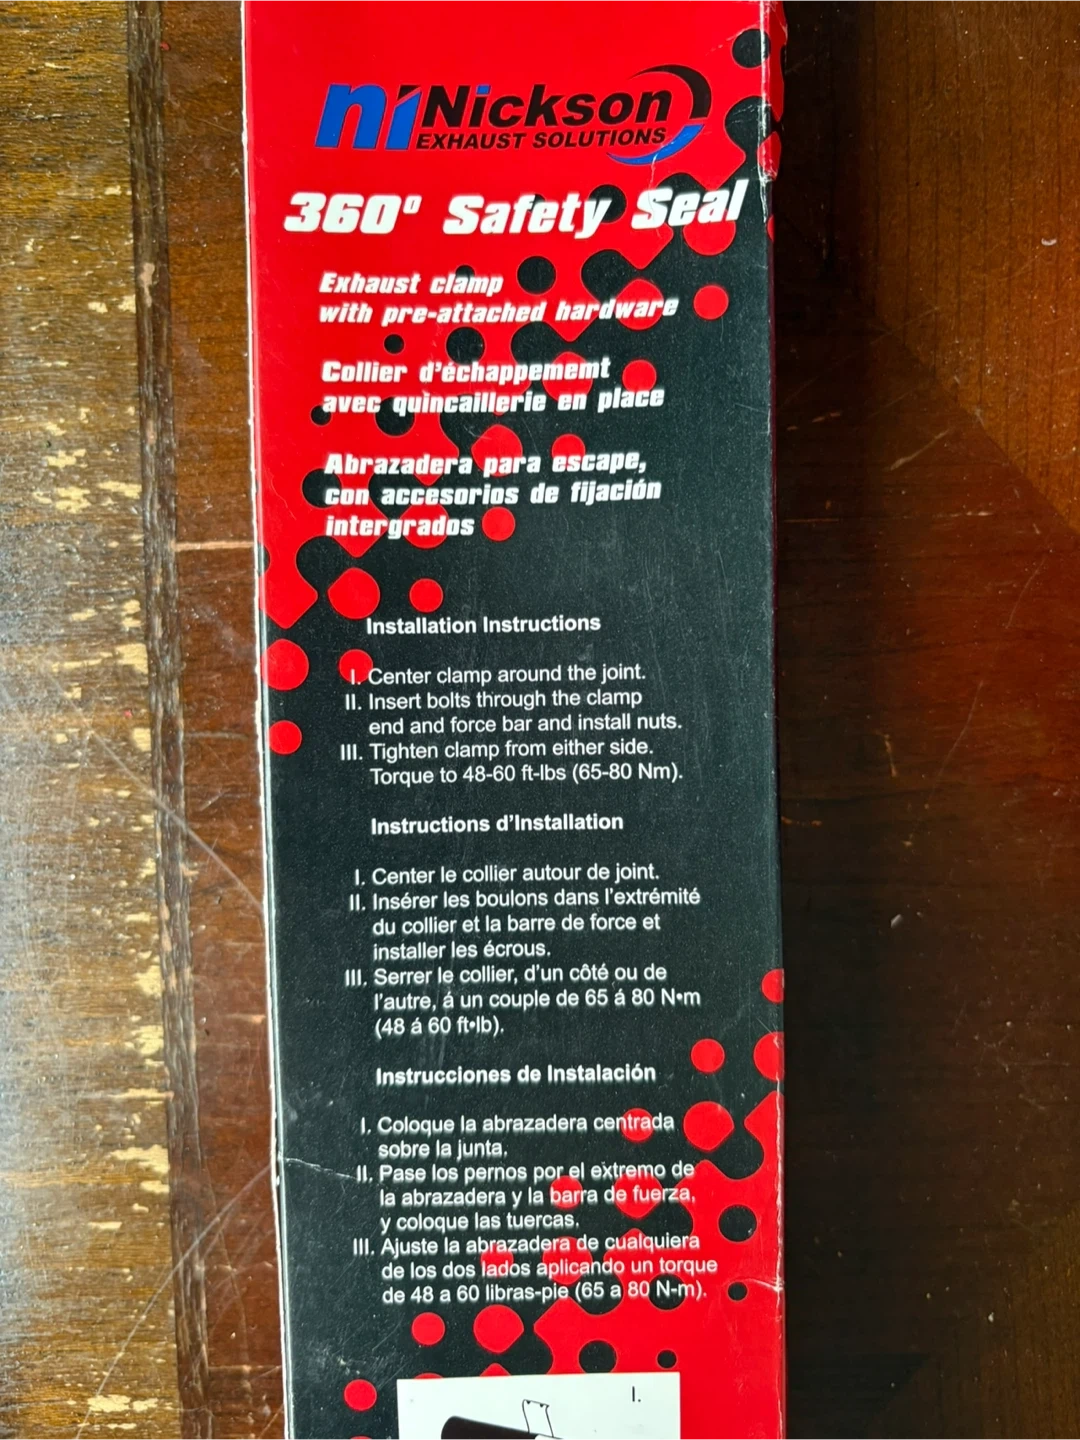 ni Nickson
EXHAUST SOLUTIONS
360° Safety Seal
Exhaust clamp
with pre-attached hardware
Collier d'échappememt
avec quincaillerie en place
Abrazadera para escape,
con accesorios de fijación
intergrados
Installation Instructions
I. Center clamp around the joint.
II. Insert bolts through the clamp
end and force bar and install nuts.
III. Tighten clamp from either side.
Torque to 48-60 ft-lbs (65-80 Nm).
Instructions d'Installation
I. Center le collier autour de joint.
II. Insérer les boulons dans l'extrémité
du collier et la barre de force et
installer les écrous.
III. Serrer le collier, d'un côté ou de
l'autre, á un couple de 65 á 80 N•m
(48 á 60 ft•lb).
Instrucciones de Instalación
I. Coloque la abrazadera centrada
sobre la junta.
II. Pase los pernos por el extremo de
la abrazadera y la barra de fuerza,
y coloque las tuercas.
III. Ajuste la abrazadera de cualquiera
de los dos lados aplicando un torque
de 48 a 60 libras-pie (65 a 80 N-m).
I.